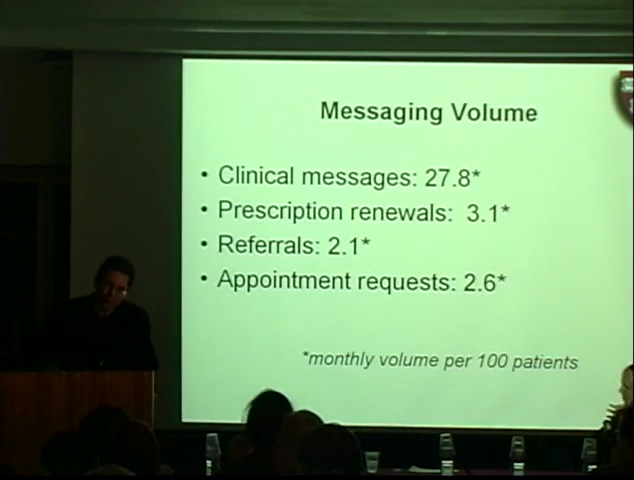 Messaging Volume
• Clinical messages: 27.8*
• Prescription renewals: 3.1*
• Referrals: 2.1*
• Appointment requests: 2.6*
*monthly volume per 100 patients